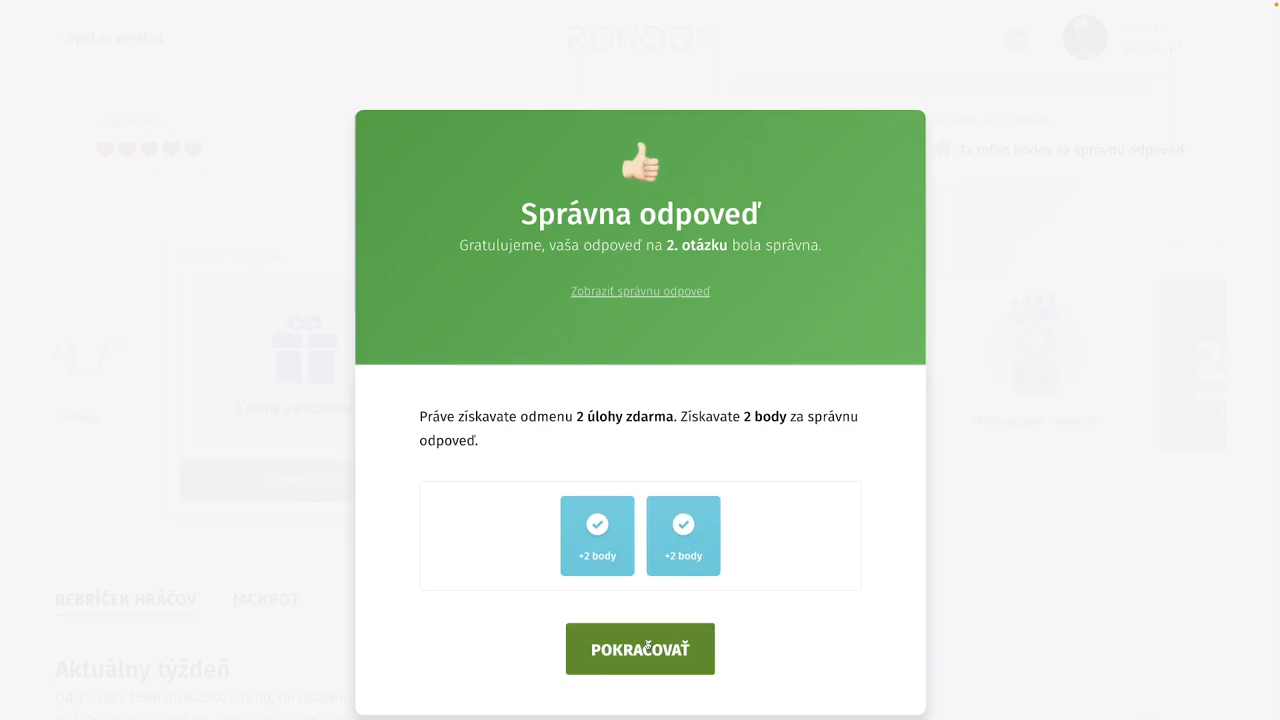 Späť na prehľad
RONDO
2x toľko bodov za správnu odpoveď
Správna odpoveď
Gratulujeme, vaša odpoveď na 2. otázku bola správna.
Zobraziť správnu odpoveď
Práve získavate odmenu 2 úlohy zdarma. Získavate 2 body za správnu
odpoveď.
+2 body
+2 body
POKRAČOVAŤ
REBRÍČEK HRÁČOV
JACKPOT
Aktuálny týždeň